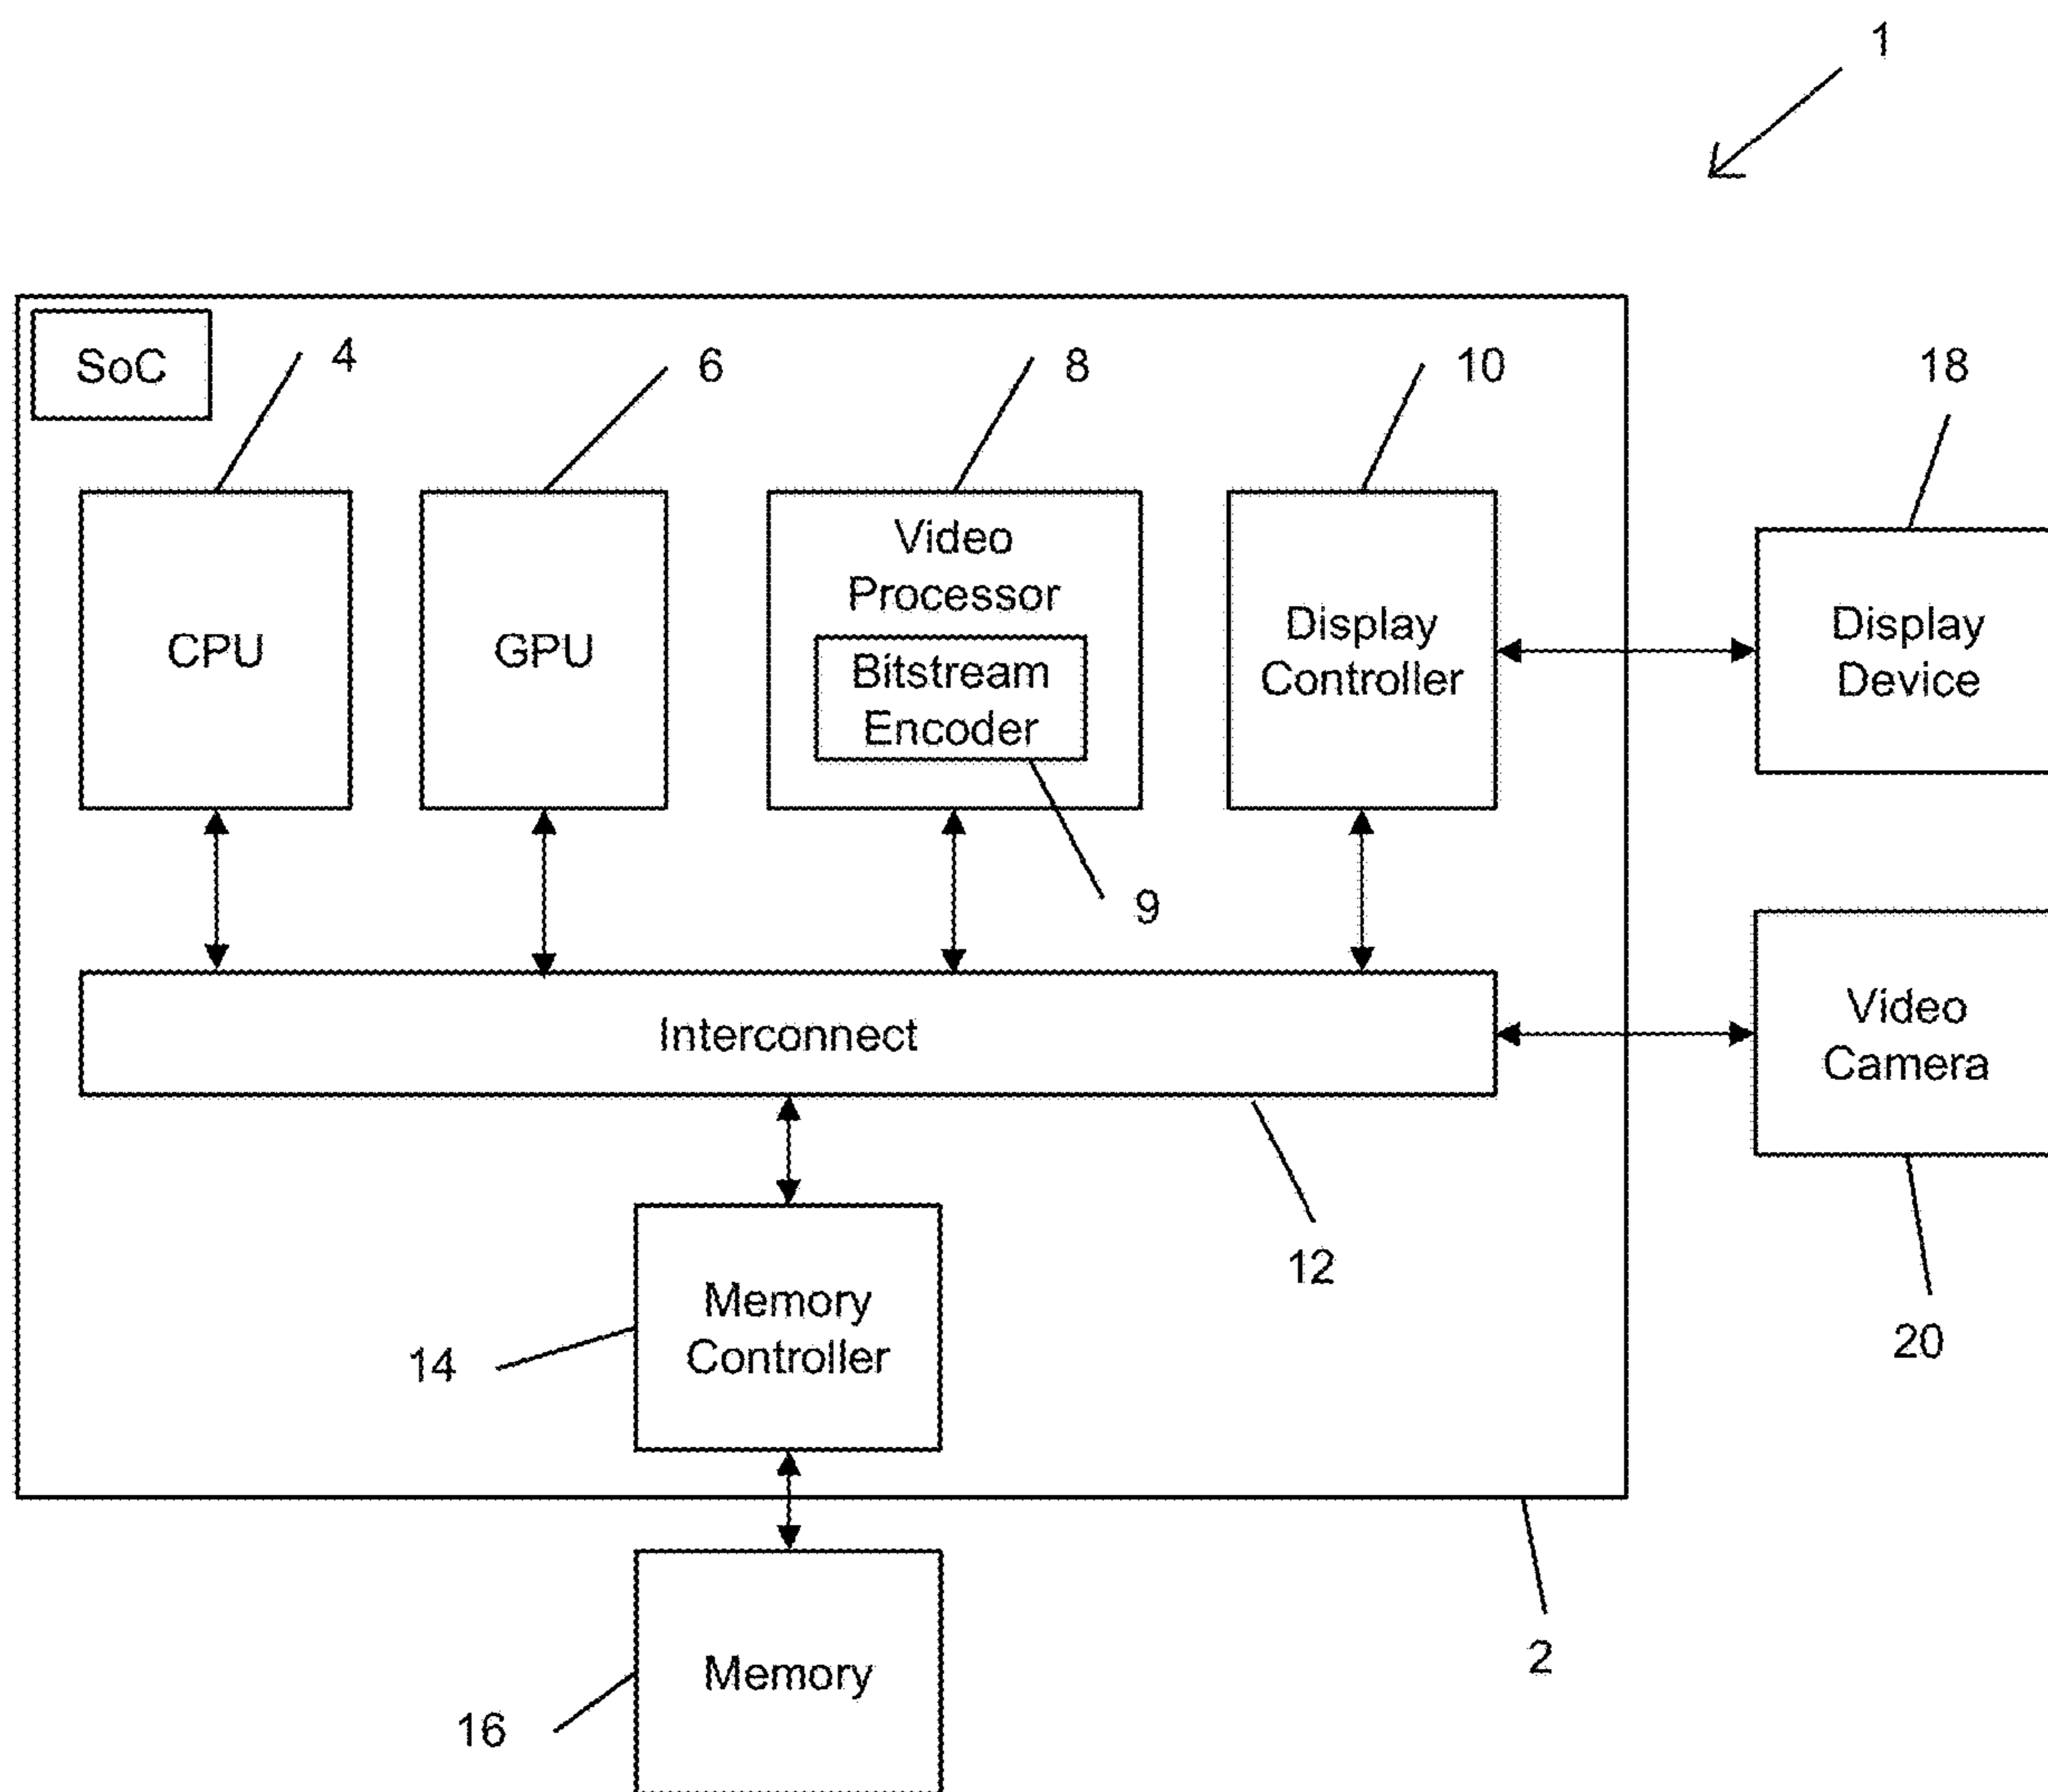 1
SoC
4
6
8
10
18
CPU
GPU
Video
Processor
Bitstream
Encoder
Display
Controller
Display
Device
9
Interconnect
Video
Camera
12
Memory
Controller
14
20
2
Memory
16